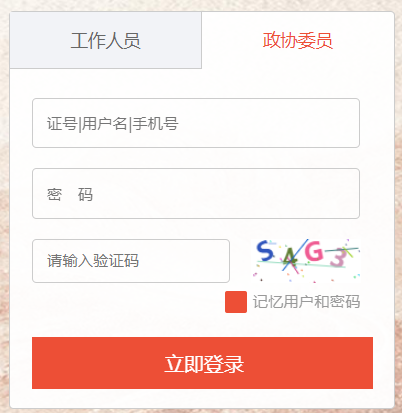 工作人员
政协委员
证号|用户名|手机号
密 码
请输入验证码
SAG3
记忆用户和密码
立即登录